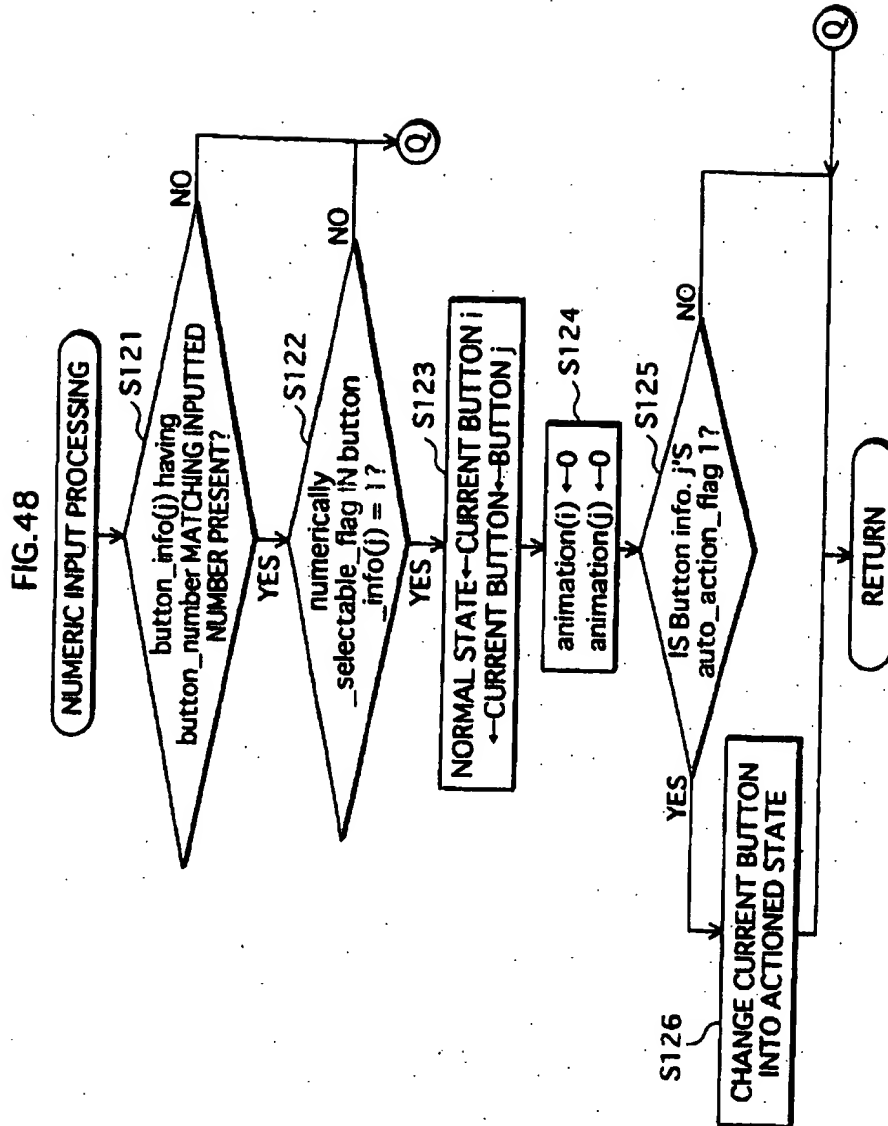 FIG.48
NUMERIC INPUT PROCESSING
S121
button_info(j) having
button_number MATCHING INPUTTED
NUMBER PRESENT?
NO
YES
S122
numerically
_selectable_flag IN button
_info(j) = 1?
NO
YES
Q
S123
NORMAL STATE←CURRENT BUTTON i
←CURRENT BUTTON←BUTTON j
S124
animation(i) ←0
animation(j) ←0
S125
IS Button info. j'S
auto_action_flag 1?
NO
YES
S126
CHANGE CURRENT BUTTON
INTO ACTIONED STATE
Q
RETURN